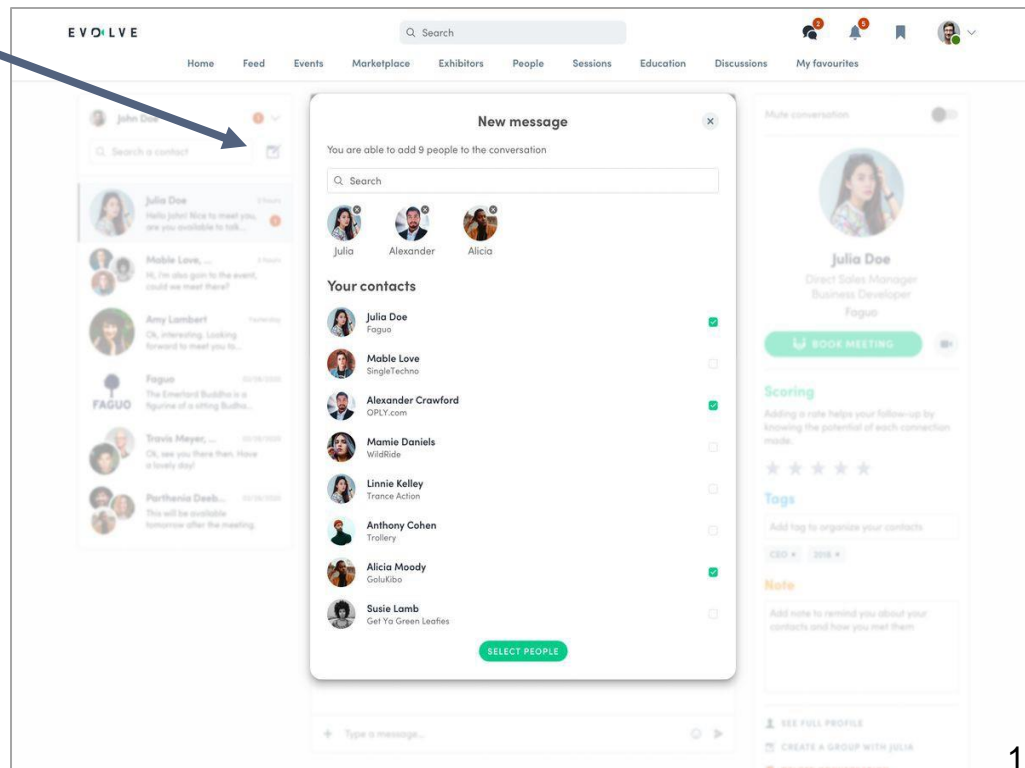 EVOLVE
Search
2
5
Home Feed Events Marketplace Exhibitors People Sessions Education Discussions My favourites
John Doe
Search a contact
Julia Doe
Hello John! Nice to meet you,
are you available to talk...
Mable Love, ...
Hi, I'm also goin to the event,
could we meet there?
Amy Lambert Yesterday
Ok, interesting. Looking
forward to meet you to...
Faguo
FAGUO
The Emerlard Buddha is a
figurine of a sitting Budha...
Travis Meyer, ...
Ok, see you there then. Have
a lovely day!
Parthenia Deeb...
This will be available
tomorrow after the meeting.
New message
You are able to add 9 people to the conversation
Search
Julia Alexander Alicia
Your contacts
Julia Doe
Faguo
Mable Love
SingleTechno
Alexander Crawford
OPLY.com
Mamie Daniels
WildRide
Linnie Kelley
Trance Action
Anthony Cohen
Trollery
Alicia Moody
GoluKibo
Susie Lamb
Get Ya Green Leafies
SELECT PEOPLE
Type a message...
Mute conversation
Julia Doe
Direct Sales Manager
Business Developer
Faguo
BOOK MEETING
Scoring
Adding a rate helps your follow-up by
knowing the potential of each connection
made.
Tags
Add tag to organize your contacts
CEO 2018
Note
Add note to remind you about your
contacts and how you met them
SEE FULL PROFILE
CREATE A GROUP WITH JULIA
1